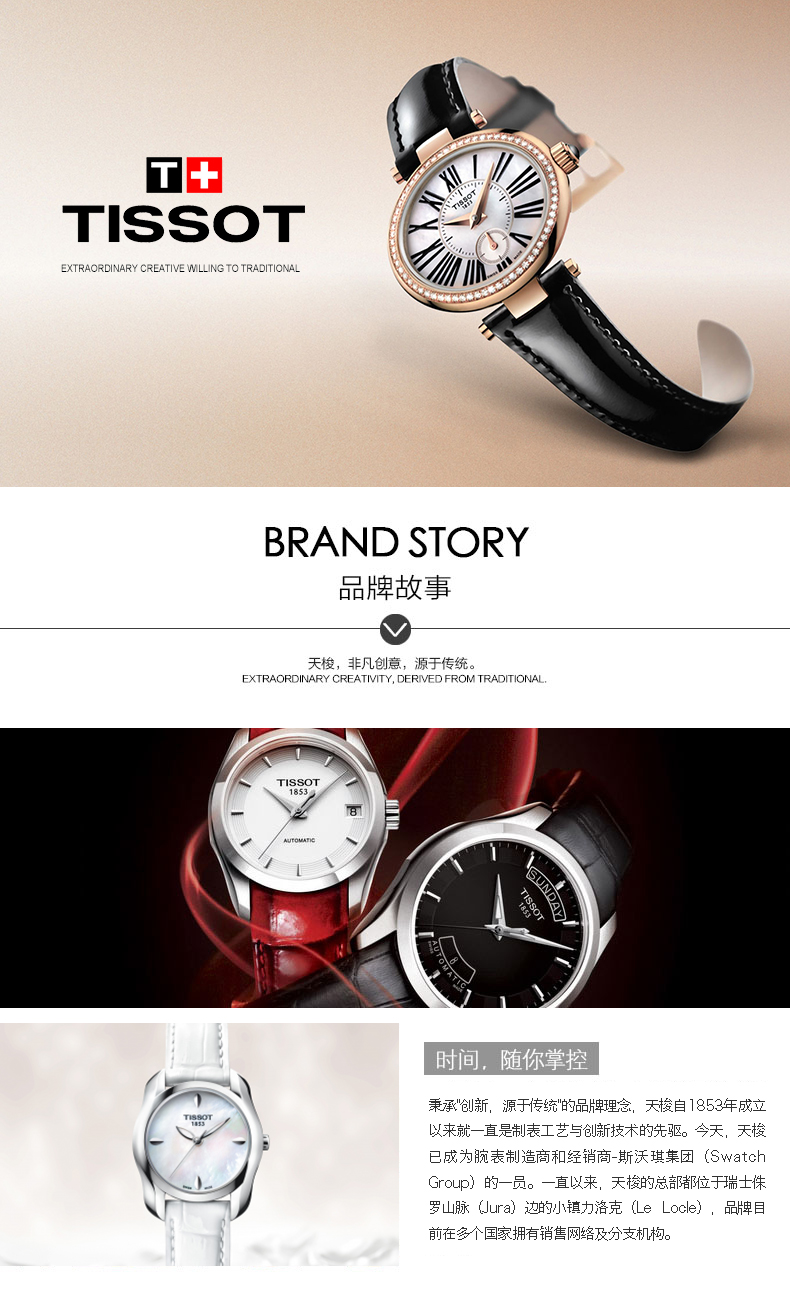 T+
TISSOT
EXTRAORDINARY CREATIVE WILLING TO TRADITIONAL
TISSOT
1853
BRAND STORY
品牌故事
天梭，非凡创意，源于传统。
EXTRAORDINARY CREATIVITY, DERIVED FROM TRADITIONAL.
TISSOT
1853
8
AUTOMATIC
SUNDAY
TISSOT
1853
8
AUTOMATIC
TISSOT
1853
时间，随你掌控
秉承"创新，源于传统"的品牌理念，天梭自1853年成立
以来就一直是制表工艺与创新技术的先驱。今天，天梭
已成为腕表制造商和经销商-斯沃琪集团（Swatch
Group）的一员。一直以来，天梭的总部都位于瑞士侏
罗山脉（Jura）边的小镇力洛克（Le Locle），品牌目
前在多个国家拥有销售网络及分支机构。